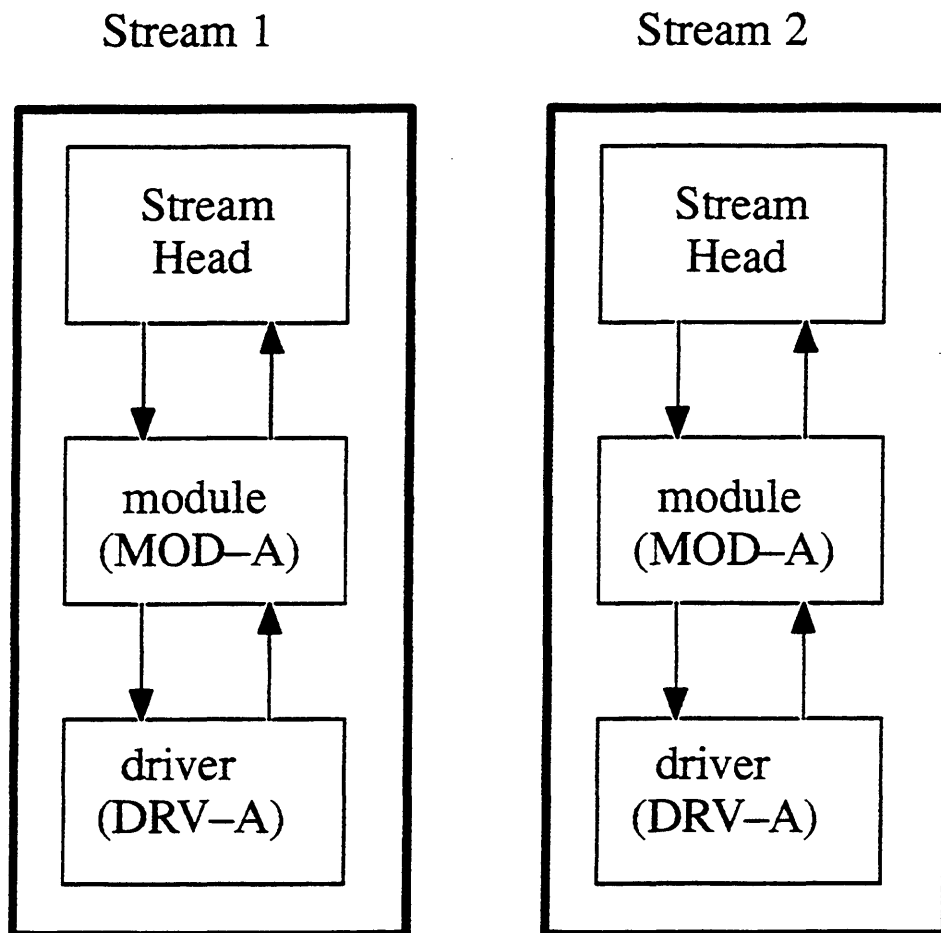 Stream 1
Stream
Head
module
(MOD–A)
driver
(DRV–A)
Stream 2
Stream
Head
module
(MOD–A)
driver
(DRV–A)